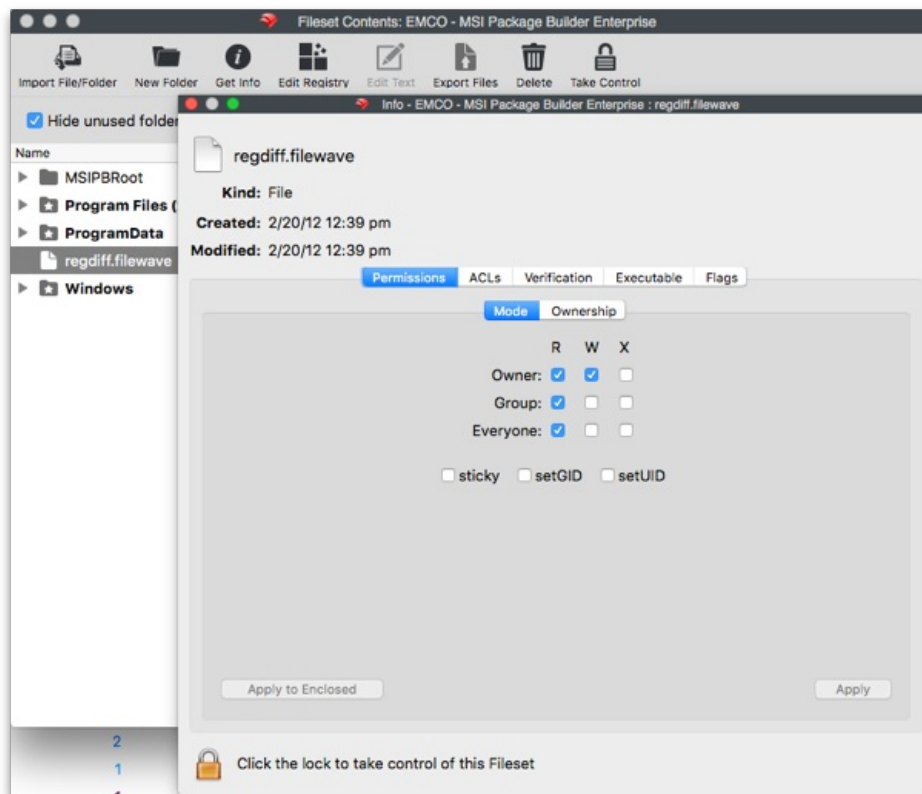 Fileset Contents: EMCO - MSI Package Builder Enterprise
Import File/Folder New Folder Get Info Edit Registry Edit Text Export Files Delete Take Control
Hide unused folder
Name
MSIPBRoot
Program Files (
ProgramData
regdiff.filewave
Windows
2
1
Info - EMCO - MSI Package Builder Enterprise : regdiff.filewave
regdiff.filewave
Kind: File
Created: 2/20/12 12:39 pm
Modified: 2/20/12 12:39 pm
Permissions ACLs Verification Executable Flags
Mode Ownership
R W X
Owner:
Group:
Everyone:
sticky setGID setUID
Apply to Enclosed Apply
Click the lock to take control of this Fileset